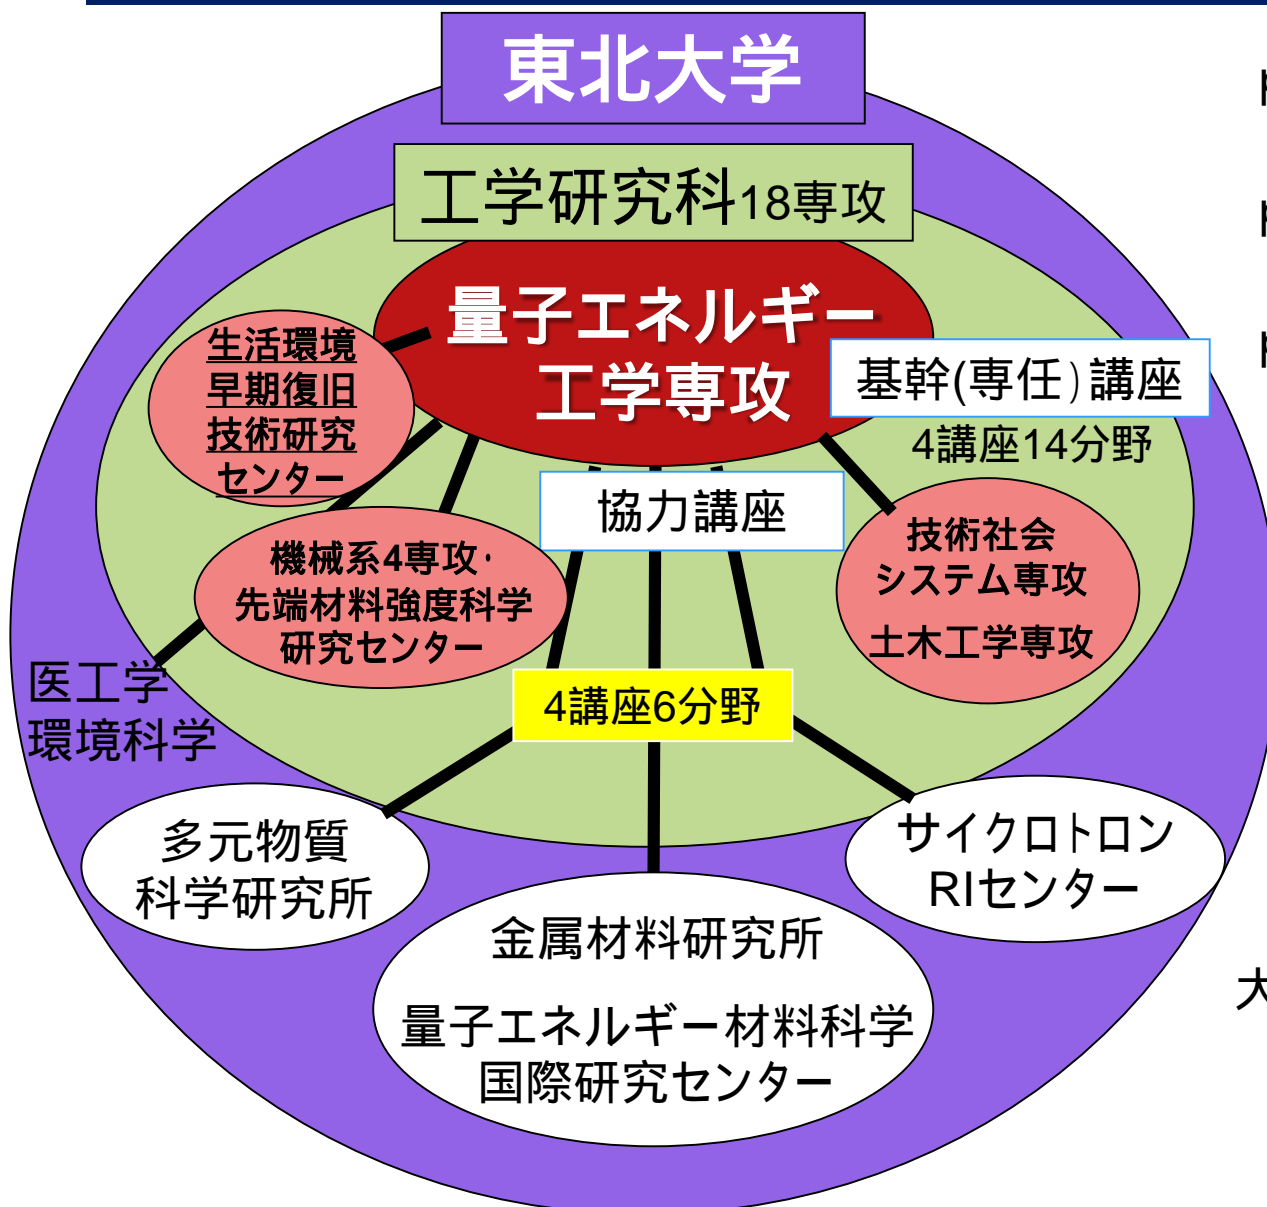 東北大学
工学研究科18専攻
量子エネルギー
工学専攻
生活環境
早期復旧
技術研究
センター
基幹(専任)講座
4講座14分野
協力講座
機械系4専攻・
先端材料強度科学
研究センター
技術社会
システム専攻
土木工学専攻
医工学
環境科学
4講座6分野
多元物質
科学研究所
サイクロトロン
RIセンター
金属材料研究所
量子エネルギー材料科学
国際研究センター
大